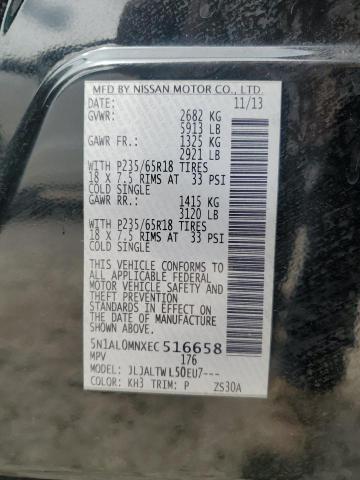 MFD BY NISSAN MOTOR CO., LTD.
DATE: 11/13
GVWR: 2682 KG
5913 LB
GAWR FR.: 1325 KG
2921 LB
WITH P235/65R18 TIRES
18 X 7.5 RIMS AT 33 PSI
COLD SINGLE
GAWR RR.: 1415 KG
3120 LB
WITH P235/65R18 TIRES
18 X 7.5 RIMS AT 33 PSI
COLD SINGLE
THIS VEHICLE CONFORMS TO
ALL APPLICABLE FEDERAL
MOTOR VEHICLE SAFETY AND
THEFT PREVENTION
STANDARDS IN EFFECT ON THE
DATE OF MANUFACTURE
5N1AL0MNXEC516658
MPV 176
MODEL: JLJALTWL50EU7---
COLOR: KH3 TRIM: P ZS30A